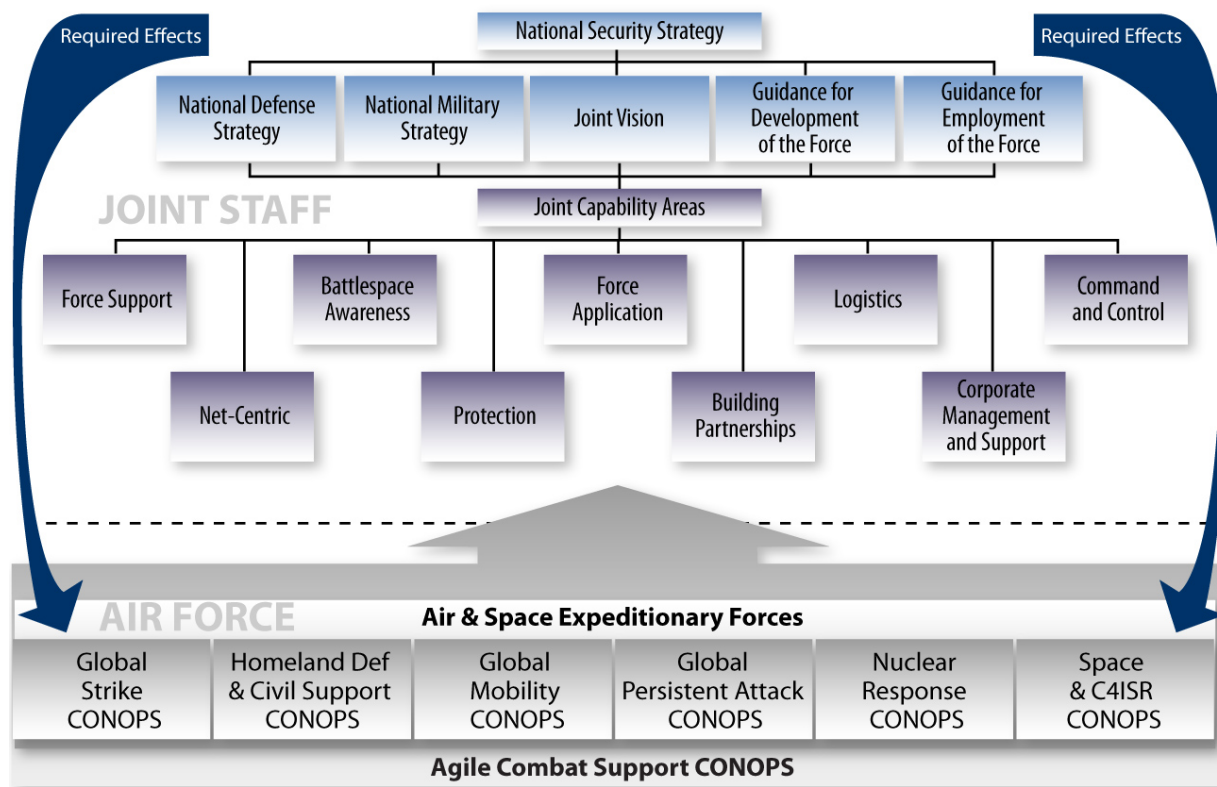 Required Effects
National Security Strategy
Required Effects
National Defense
Strategy
National Military
Strategy
Joint Vision
Guidance for
Development
of the Force
Guidance for
Employment
of the Force
JOINT STAFF
Joint Capability Areas
Force Support
Battlespace
Awareness
Force
Application
Logistics
Command
and Control
Net-Centric
Protection
Building
Partnerships
Corporate
Management
and Support
AIR FORCE
Air & Space Expeditionary Forces
Global
Strike
CONOPS
Homeland Def
& Civil Support
CONOPS
Global
Mobility
CONOPS
Global
Persistent Attack
CONOPS
Nuclear
Response
CONOPS
Space
& C4ISR
CONOPS
Agile Combat Support CONOPS